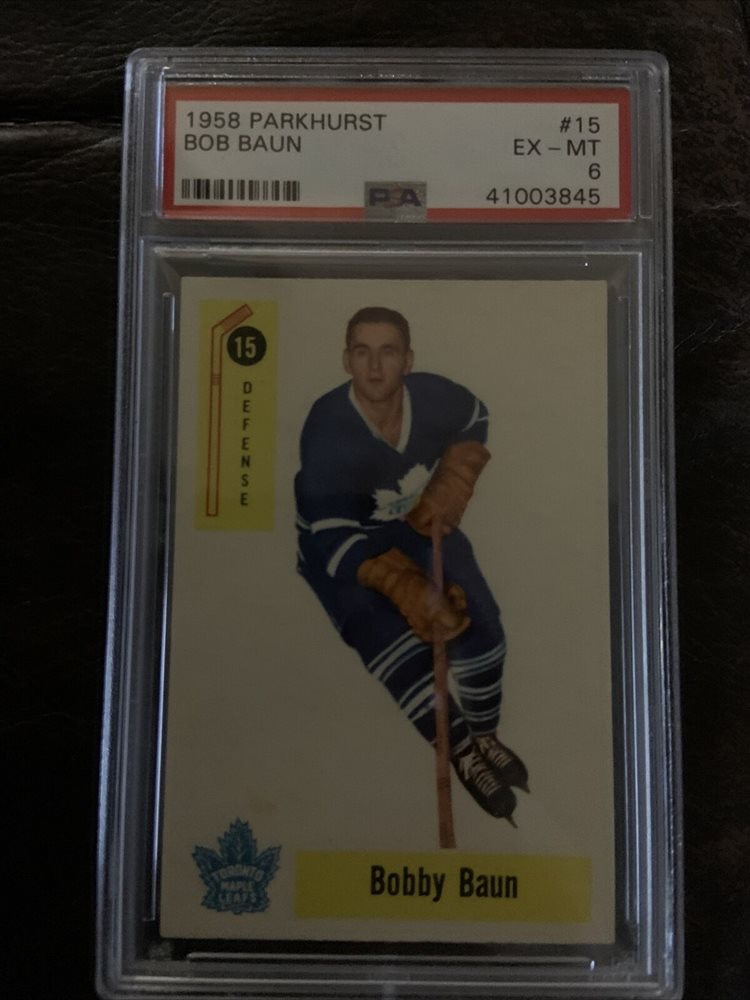 1958 PARKHURST #15
BOB BAUN EX - MT
6
PSA 41003845
15
DEFENSE
TORONTO
MAPLE
LEAFS
Bobby Baun